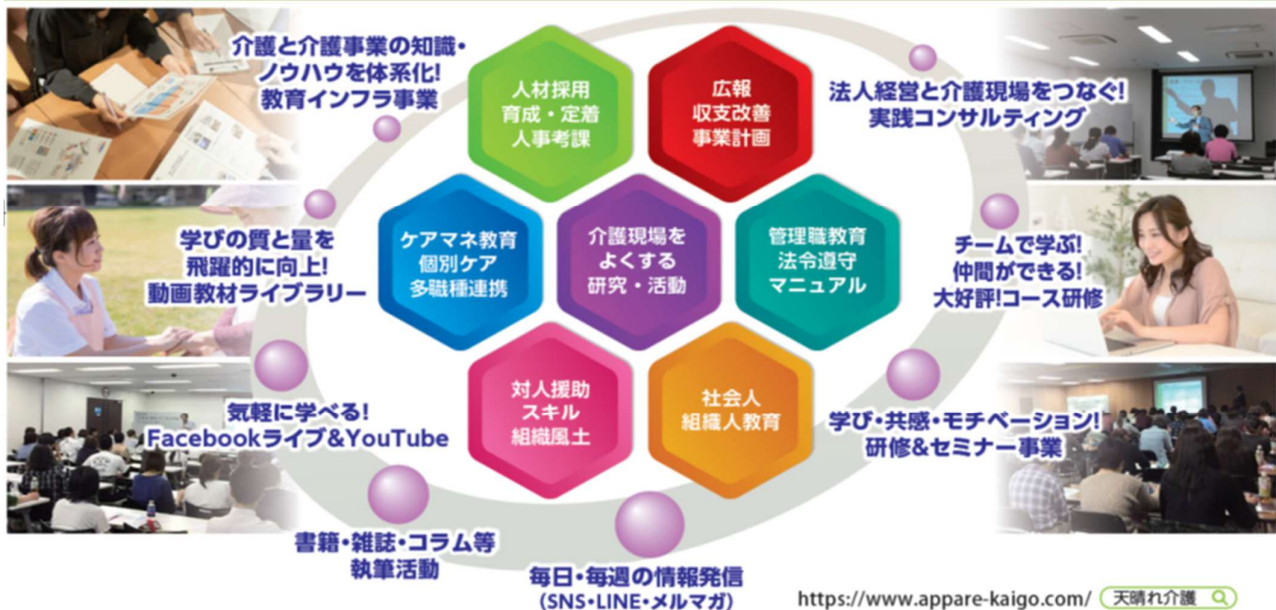 介護と介護事業の知識・
ノウハウを体系化!
教育インフラ事業
人材採用
育成・定着
人事考課
広報
収支改善
事業計画
法人経営と介護現場をつなぐ!
実践コンサルティング
学びの質と量を
飛躍的に向上!
動画教材ライブラリー
ケアマネ教育
個別ケア
多職種連携
介護現場を
よくする
研究・活動
管理職教育
法令遵守
マニュアル
チームで学ぶ!
仲間ができる!
大好評!コース研修
気軽に学べる!
Facebookライブ&YouTube
対人援助
スキル
組織風土
社会人
組織人教育
学び・共感・モチベーション!
研修&セミナー事業
書籍・雑誌・コラム等
執筆活動
毎日・毎週の情報発信
(SNS・LINE・メルマガ)
https://www.appare-kaigo.com/ 天晴れ介護